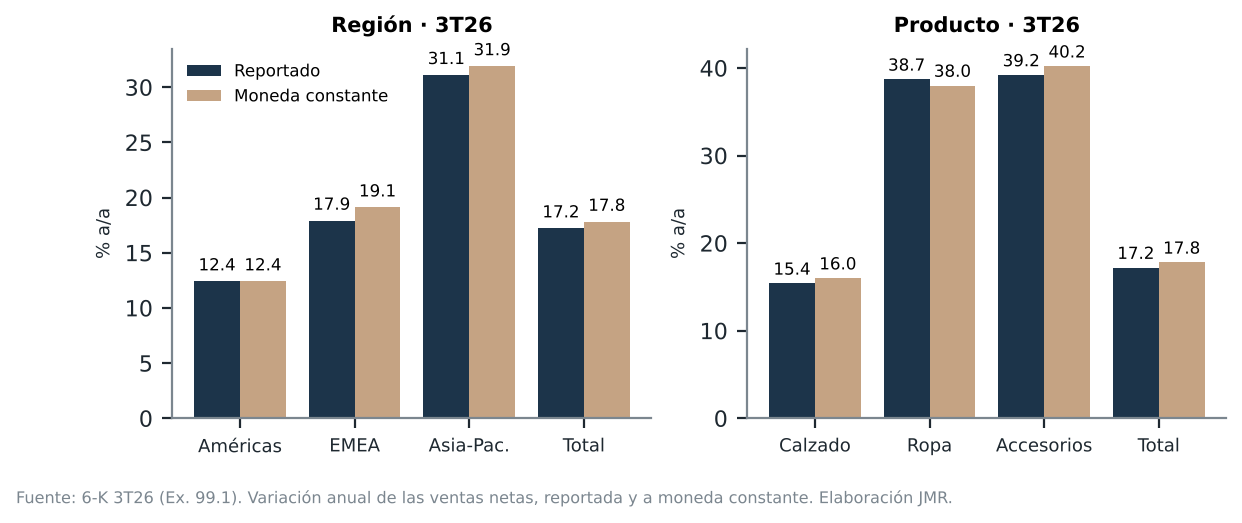 Región · 3T26
Reportado
Moneda constante
% a/a
30
25
20
15
10
5
0
12.4 12.4
17.9 19.1
31.1 31.9
17.2 17.8
Américas EMEA Asia-Pac. Total
Producto · 3T26
% a/a
40
30
20
10
0
15.4 16.0
38.7 38.0
39.2 40.2
17.2 17.8
Calzado Ropa Accesorios Total
Fuente: 6-K 3T26 (Ex. 99.1). Variación anual de las ventas netas, reportada y a moneda constante. Elaboración JMR.